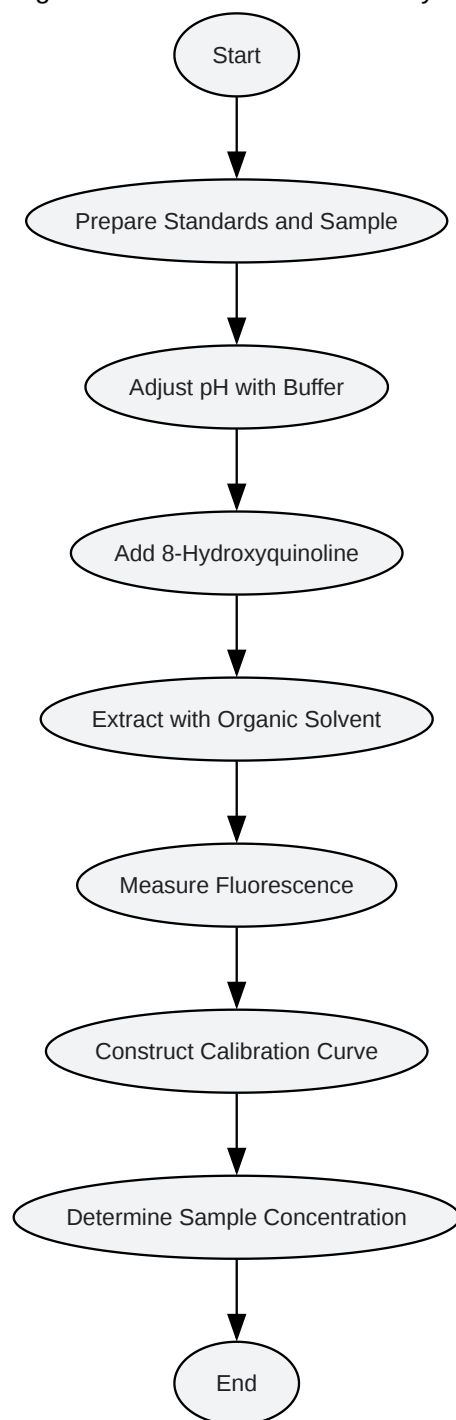 Start
Prepare Standards and Sample
Adjust pH with Buffer
Add 8-Hydroxyquinoline
Extract with Organic Solvent
Measure Fluorescence
Construct Calibration Curve
Determine Sample Concentration
End